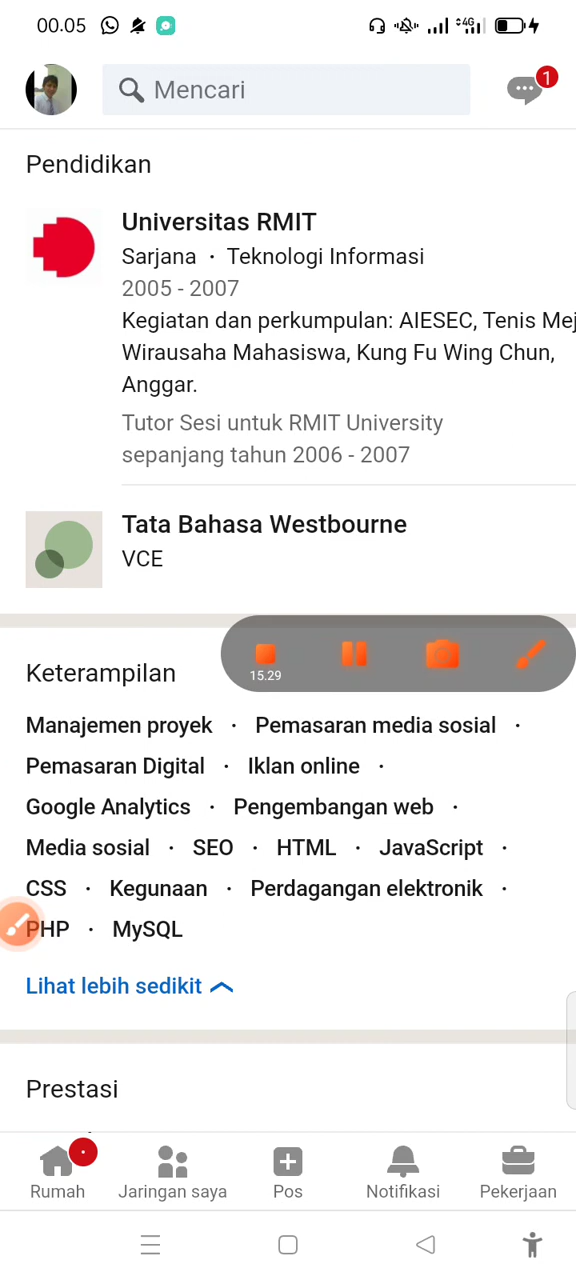 00.05
4G
Mencari
1
Pendidikan
Universitas RMIT
Sarjana · Teknologi Informasi
2005 - 2007
Kegiatan dan perkumpulan: AIESEC, Tenis Mej
Wirausaha Mahasiswa, Kung Fu Wing Chun,
Anggar.
Tutor Sesi untuk RMIT University
sepanjang tahun 2006 - 2007
Tata Bahasa Westbourne
VCE
15.29
Keterampilan
Manajemen proyek · Pemasaran media sosial ·
Pemasaran Digital · Iklan online ·
Google Analytics · Pengembangan web ·
Media sosial · SEO · HTML · JavaScript ·
CSS · Kegunaan · Perdagangan elektronik ·
PHP · MySQL
Lihat lebih sedikit
Prestasi
Rumah Jaringan saya Pos Notifikasi Pekerjaan